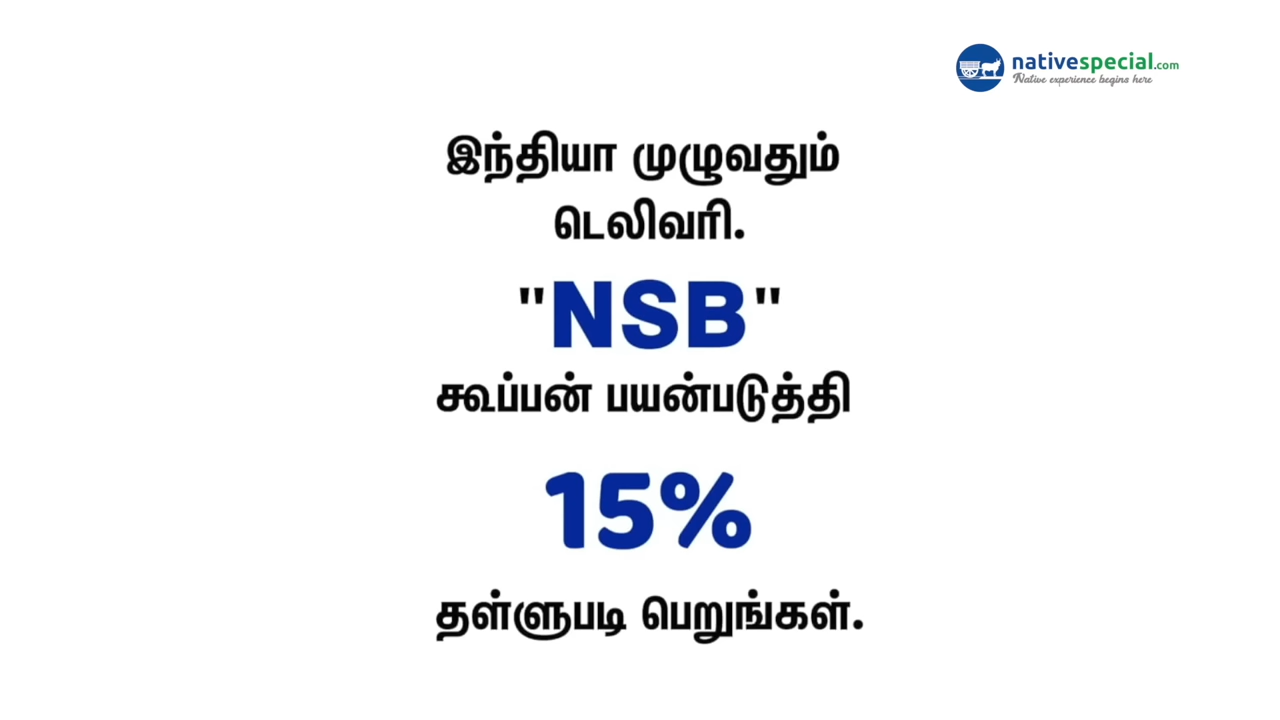 nativespecial.com
Native experience begins here
இந்தியா முழுவதும்
டெலிவரி.
"NSB"
கூப்பன் பயன்படுத்தி
15%
தள்ளுபடி பெறுங்கள்.